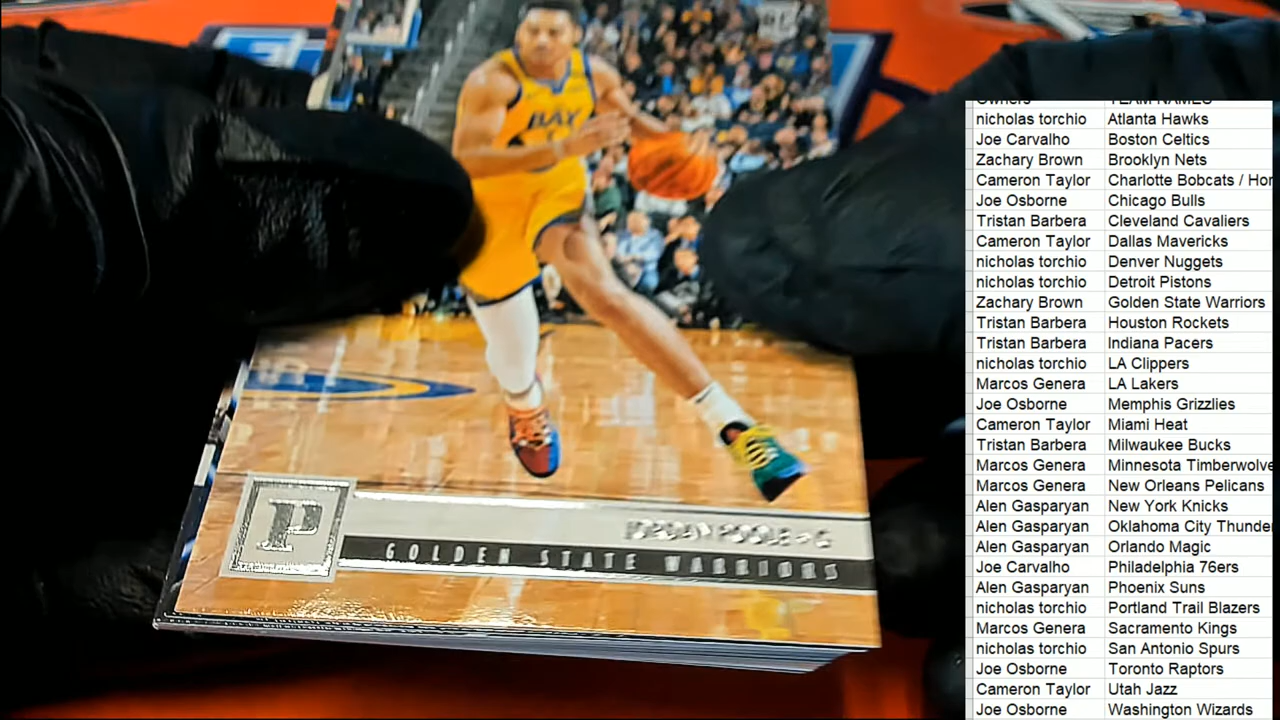 BAY
P
JORDAN POOLE - G
GOLDEN STATE WARRIORS
Owners TEAM NAMES
nicholas torchio Atlanta Hawks
Joe Carvalho Boston Celtics
Zachary Brown Brooklyn Nets
Cameron Taylor Charlotte Bobcats / Hor
Joe Osborne Chicago Bulls
Tristan Barbera Cleveland Cavaliers
Cameron Taylor Dallas Mavericks
nicholas torchio Denver Nuggets
nicholas torchio Detroit Pistons
Zachary Brown Golden State Warriors
Tristan Barbera Houston Rockets
Tristan Barbera Indiana Pacers
nicholas torchio LA Clippers
Marcos Genera LA Lakers
Joe Osborne Memphis Grizzlies
Cameron Taylor Miami Heat
Tristan Barbera Milwaukee Bucks
Marcos Genera Minnesota Timberwolve
Marcos Genera New Orleans Pelicans
Alen Gasparyan New York Knicks
Alen Gasparyan Oklahoma City Thunder
Alen Gasparyan Orlando Magic
Joe Carvalho Philadelphia 76ers
Alen Gasparyan Phoenix Suns
nicholas torchio Portland Trail Blazers
Marcos Genera Sacramento Kings
nicholas torchio San Antonio Spurs
Joe Osborne Toronto Raptors
Cameron Taylor Utah Jazz
Joe Osborne Washington Wizards